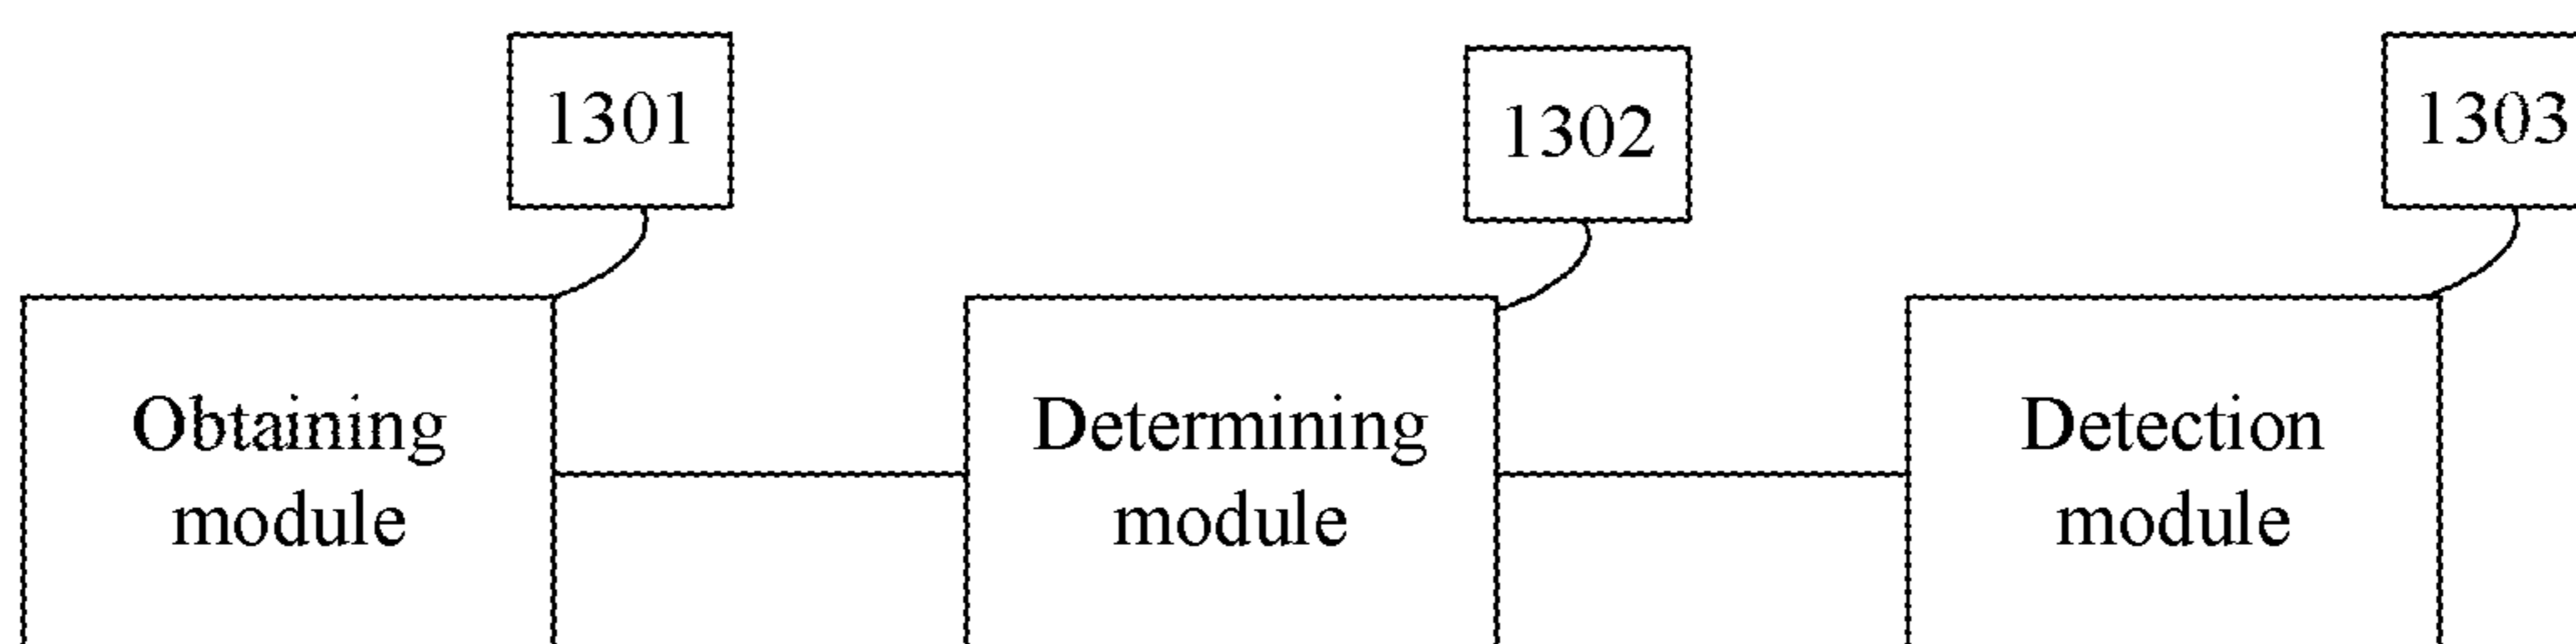 1301
1302
1303
Obtaining
module
Determining
module
Detection
module